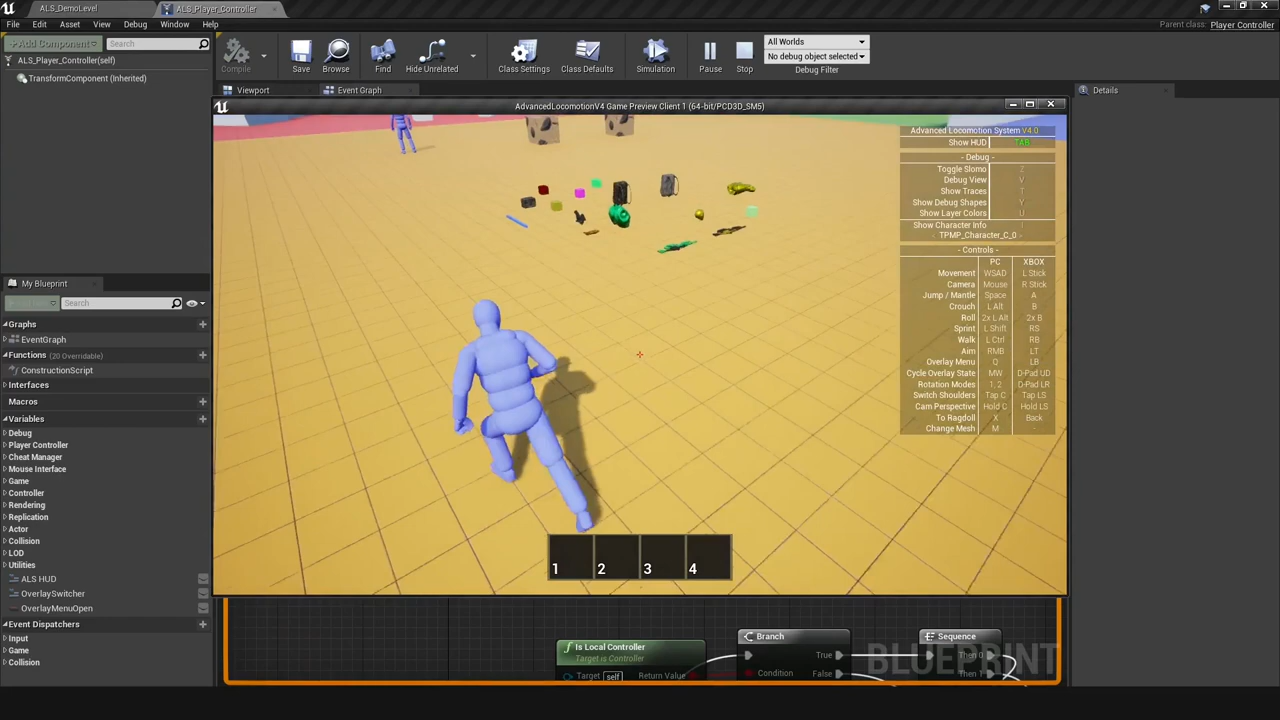 ALS_DemoLevel
ALS_Player_Controller
File Edit Asset View Debug Window Help
Parent class: Player Controller
+Add Component
Search
ALS_Player_Controller(self)
TransformComponent (Inherited)
Compile
Save
Browse
Find
Hide Unrelated
Class Settings
Class Defaults
Simulation
Pause
Stop
All Worlds
No debug object selected
Debug Filter
Viewport
Event Graph
Details
AdvancedLocomotionV4 Game Preview Client 1 (64-bit/PCD3D_SM5)
Advanced Locomotion System V4.0
Show HUD TAB
- Debug -
Toggle Slomo Z
Debug View V
Show Traces T
Show Debug Shapes Y
Show Layer Colors U
Show Character Info I
< TPMP_Character_C_0 >
- Controls -
PC XBOX
Movement WSAD L Stick
Camera Mouse R Stick
Jump / Mantle Space A
Crouch L Alt B
Roll 2x L Alt 2x B
Sprint L Shift RS
Walk L Ctrl RB
Aim RMB LT
Overlay Menu Q LB
Cycle Overlay State MW D-Pad UD
Rotation Modes 1, 2 D-Pad LR
Switch Shoulders Tap C Tap LS
Cam Perspective Hold C Hold LS
To Ragdoll X Back
Change Mesh M -
My Blueprint
Search
Graphs
EventGraph
Functions (20 Overridable)
ConstructionScript
Interfaces
Macros
Variables
Debug
Player Controller
Cheat Manager
Mouse Interface
Game
Controller
Rendering
Replication
Actor
Collision
LOD
Utilities
ALS HUD
OverlaySwitcher
OverlayMenuOpen
Event Dispatchers
Input
Game
Collision
1 2 3 4
Is Local Controller
Target is Controller
Target self Return Value
Branch
True
Condition False
Sequence
Then 0
Then 1
BLUEPRINT